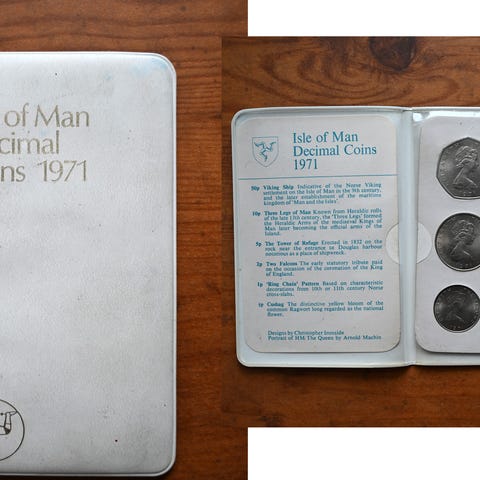 of Man
cimal
ns 1971
Isle of Man
Decimal Coins
1971
50p Viking Ship Indicative of the Norse Viking
settlement on the Isle of Man in the 9th century,
and the later establishment of the maritime
kingdom of 'Man and the Isles'.
10p Three Legs of Man Known from Heraldic rolls
of the late 13th century, the 'Three Legs' formed
the Heraldic Arms of the mediaeval Kings of
Man later becoming the official arms of the
Island.
5p The Tower of Refuge Erected in 1832 on the
rock near the entrance to Douglas harbour
notorious as a place of shipwreck.
2p Two Falcons The early statutory tribute paid
on the occasion of the coronation of the King
of England.
1p 'Ring Chain' Pattern Based on characteristic
decorations from 10th or 11th century Norse
cross-slabs.
½p Cushag The distinctive yellow bloom of the
common Ragwort long regarded as the national
flower.
Designs by Christopher Ironside
Portrait of HM The Queen by Arnold Machin